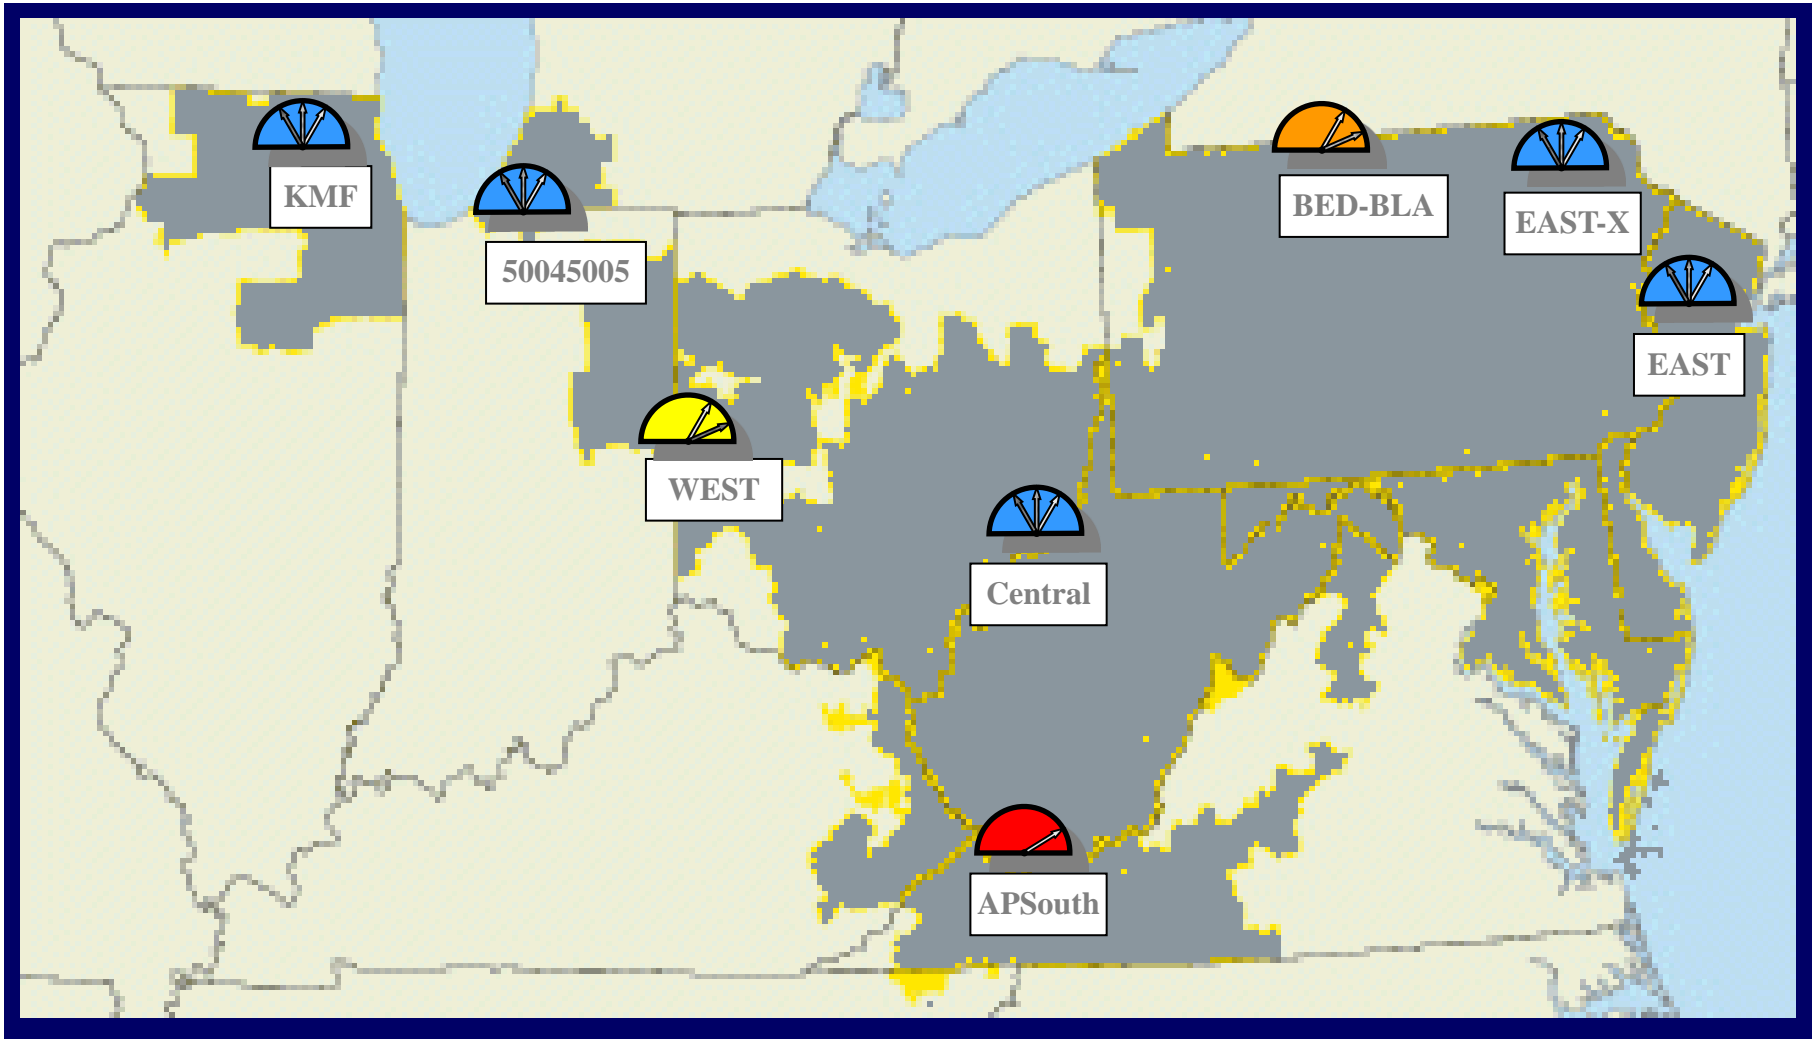 KMF
BED-BLA
EAST-X
50045005
EAST
WEST
Central
APSouth